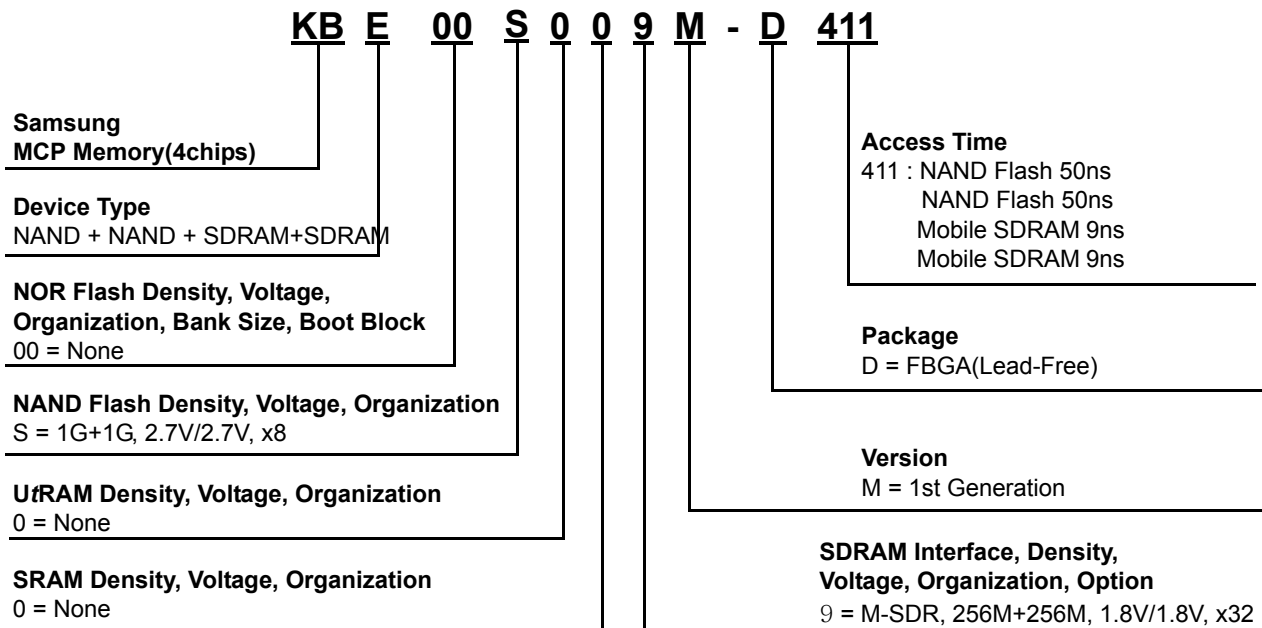 KB E 00 S 0 0 9 M - D 411
Samsung
MCP Memory(4chips)
Device Type
NAND + NAND + SDRAM+SDRAM
NOR Flash Density, Voltage,
Organization, Bank Size, Boot Block
00 = None
NAND Flash Density, Voltage, Organization
S = 1G+1G, 2.7V/2.7V, x8
UtRAM Density, Voltage, Organization
0 = None
SRAM Density, Voltage, Organization
0 = None
Access Time
411 : NAND Flash 50ns
NAND Flash 50ns
Mobile SDRAM 9ns
Mobile SDRAM 9ns
Package
D = FBGA(Lead-Free)
Version
M = 1st Generation
SDRAM Interface, Density,
Voltage, Organization, Option
9 = M-SDR, 256M+256M, 1.8V/1.8V, x32